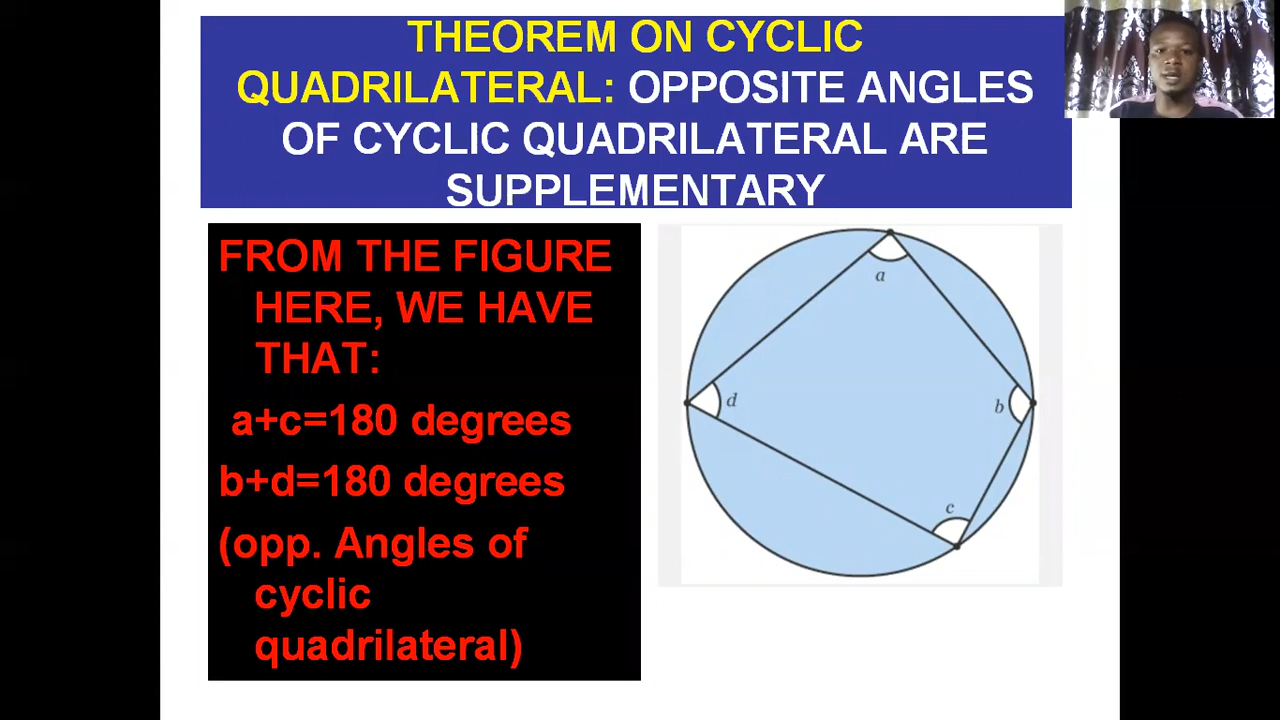 THEOREM ON CYCLIC
QUADRILATERAL: OPPOSITE ANGLES
OF CYCLIC QUADRILATERAL ARE
SUPPLEMENTARY
FROM THE FIGURE
HERE, WE HAVE
THAT:
a+c=180 degrees
b+d=180 degrees
(opp. Angles of
cyclic
quadrilateral)
a
d
b
c